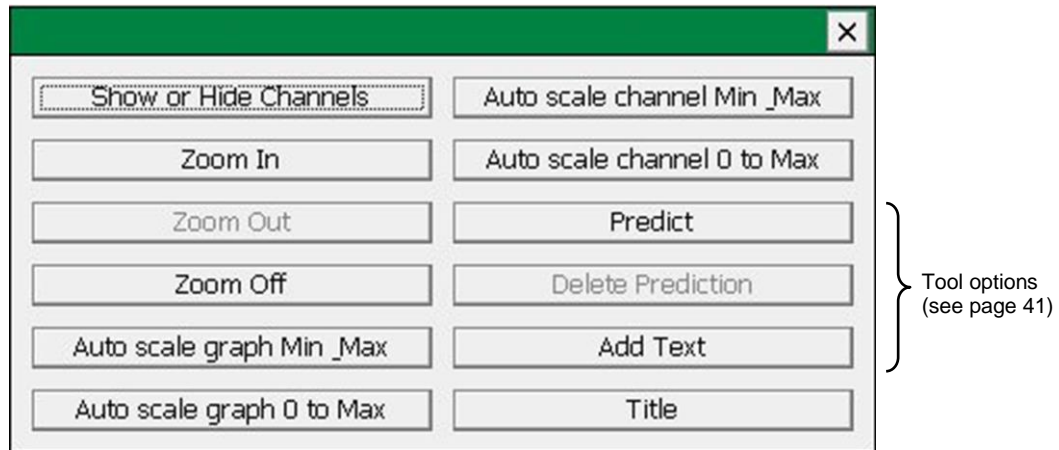 Show or Hide Channels
Auto scale channel Min _Max
Zoom In
Auto scale channel 0 to Max
Zoom Out
Predict
Zoom Off
Delete Prediction
Tool options
(see page 41)
Auto scale graph Min _Max
Add Text
Auto scale graph 0 to Max
Title